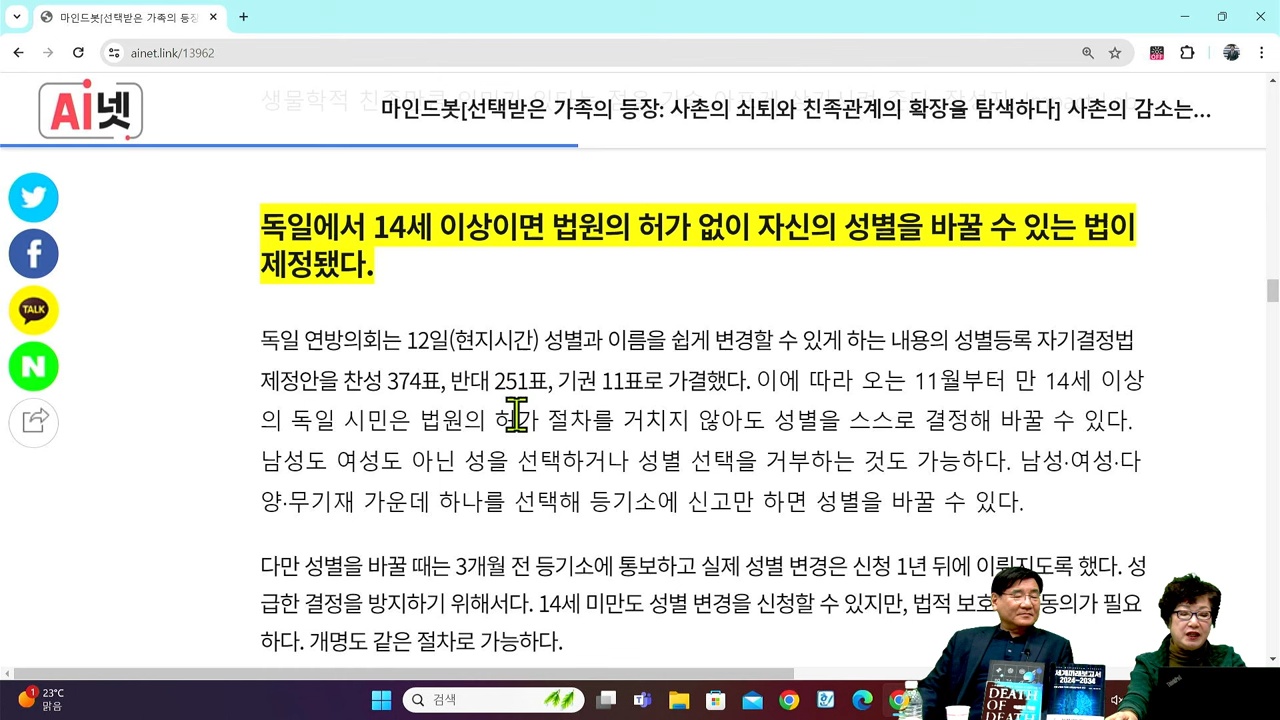 마인드봇[선택받은 가족의 등장
ainet.link/13962
Ai넷
마인드봇[선택받은 가족의 등장: 사촌의 쇠퇴와 친족관계의 확장을 탐색하다] 사촌의 감소는...
독일에서 14세 이상이면 법원의 허가 없이 자신의 성별을 바꿀 수 있는 법이
제정됐다.
TALK
N
독일 연방의회는 12일(현지시간) 성별과 이름을 쉽게 변경할 수 있게 하는 내용의 성별등록 자기결정법
제정안을 찬성 374표, 반대 251표, 기권 11표로 가결했다. 이에 따라 오는 11월부터 만 14세 이상
의 독일 시민은 법원의 허가 절차를 거치지 않아도 성별을 스스로 결정해 바꿀 수 있다.
남성도 여성도 아닌 성을 선택하거나 성별 선택을 거부하는 것도 가능하다. 남성·여성·다
양·무기재 가운데 하나를 선택해 등기소에 신고만 하면 성별을 바꿀 수 있다.
다만 성별을 바꿀 때는 3개월 전 등기소에 통보하고 실제 성별 변경은 신청 1년 뒤에 이뤄지도록 했다. 성
급한 결정을 방지하기 위해서다. 14세 미만도 성별 변경을 신청할 수 있지만, 법적 보호 동의가 필요
하다. 개명도 같은 절차로 가능하다.
DEATH
OF
DEATH
세계미래보고서
2024-2034
1
23°C
맑음
검색
OFF